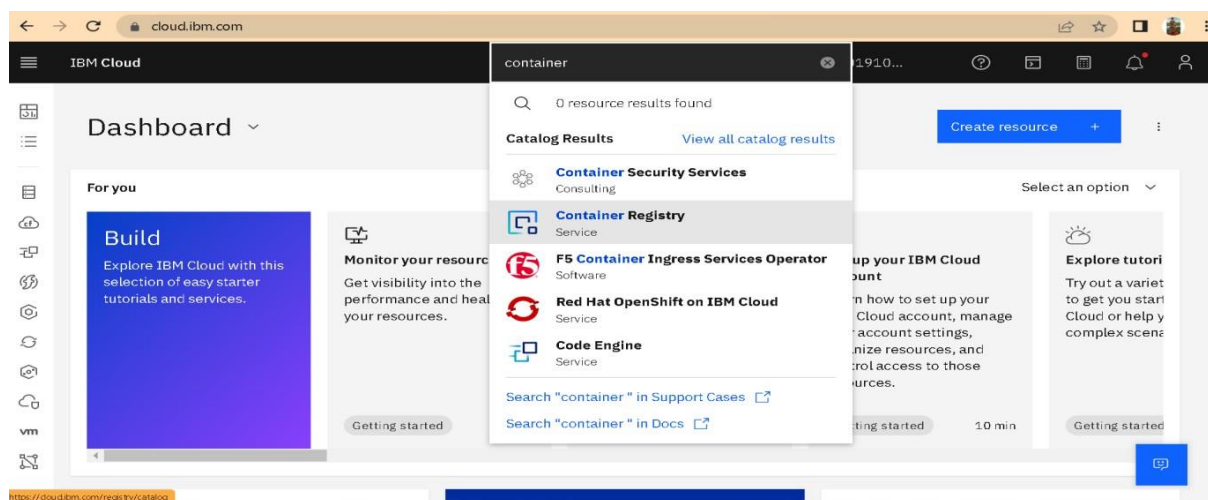 cloud.ibm.com
IBM Cloud
container
1910...
Dashboard
0 resource results found
Catalog Results
View all catalog results
Create resource +
Container Security Services
Consulting
Container Registry
Service
F5 Container Ingress Services Operator
Software
Red Hat OpenShift on IBM Cloud
Service
Code Engine
Service
Search "container " in Support Cases
Search "container " in Docs
For you
Select an option
Build
Explore IBM Cloud with this
selection of easy starter
tutorials and services.
Monitor your resourc
Get visibility into the
performance and heal
your resources.
Getting started
up your IBM Cloud
unt
n how to set up your
Cloud account, manage
account settings,
nize resources, and
trol access to those
urces.
ting started
10 min
Explore tutori
Try out a variet
to get you start
Cloud or help y
complex scena
Getting started
vm
https://cloud.ibm.com/registry/catalog